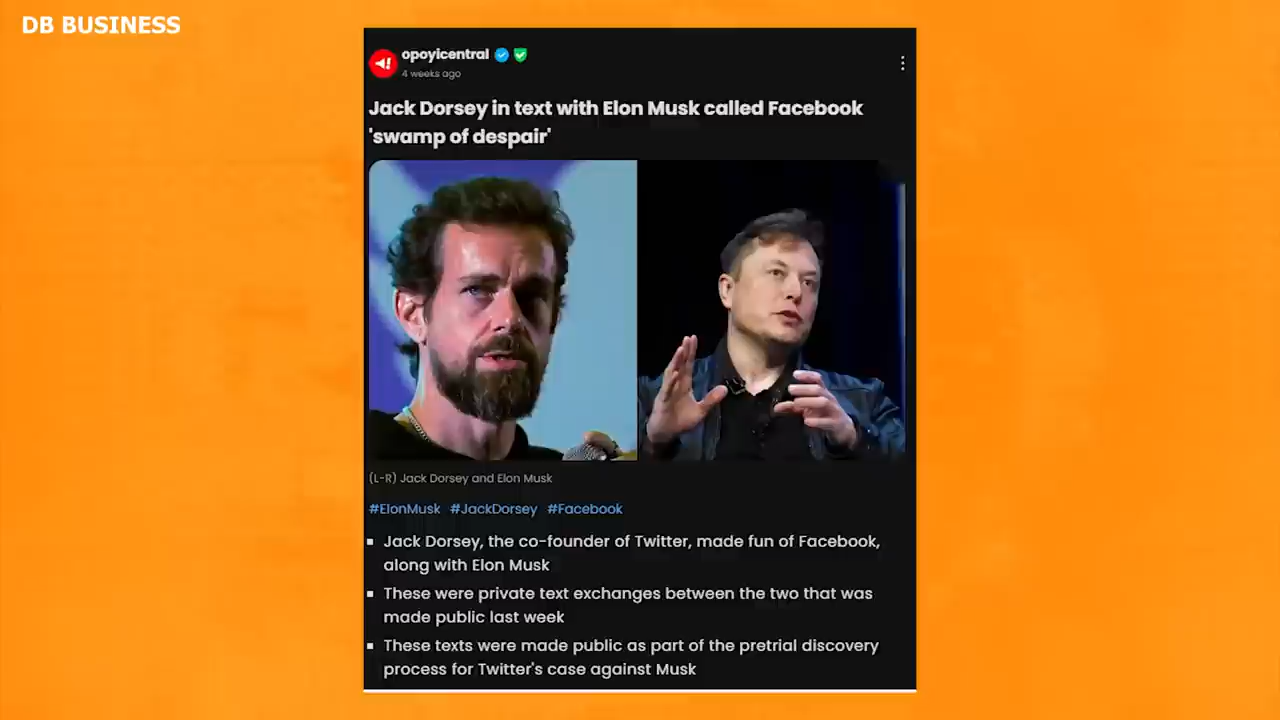 DB BUSINESS
opoyicentral
4 weeks ago
Jack Dorsey in text with Elon Musk called Facebook
'swamp of despair'
(L-R) Jack Dorsey and Elon Musk
#ElonMusk #JackDorsey #Facebook
Jack Dorsey, the co-founder of Twitter, made fun of Facebook,
along with Elon Musk
These were private text exchanges between the two that was
made public last week
These texts were made public as part of the pretrial discovery
process for Twitter's case against Musk